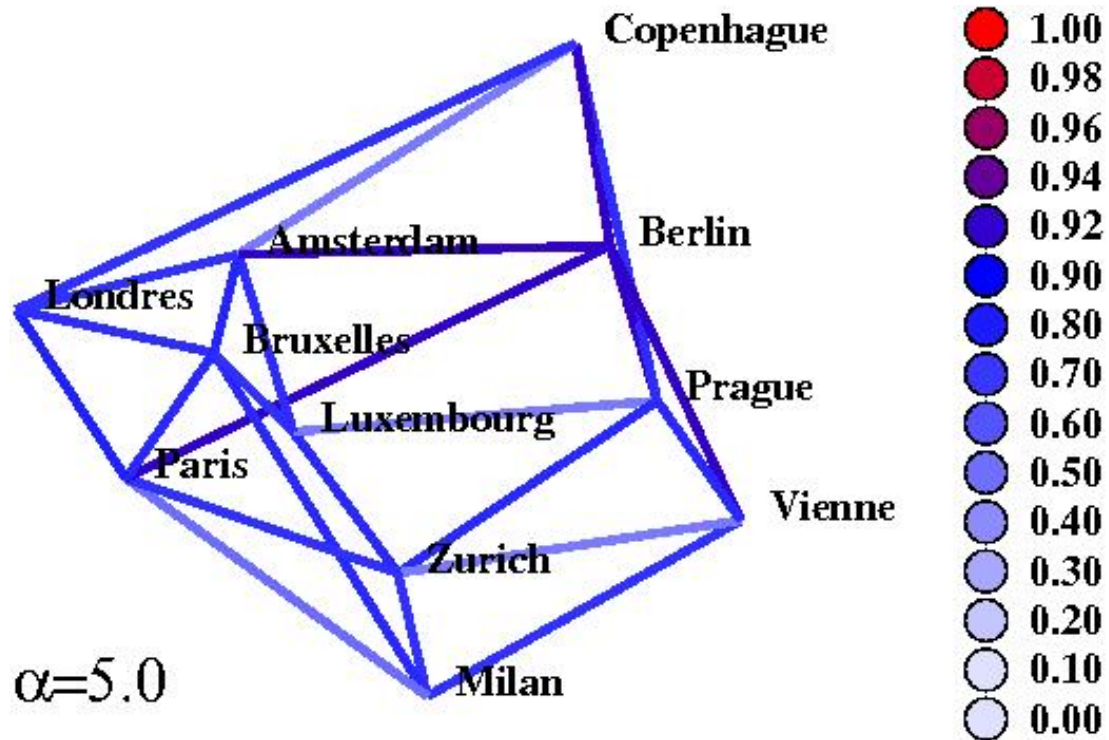 Copenhague
Amsterdam
Berlin
Londres
Bruxelles
Prague
Luxembourg
Paris
Vienne
Zurich
Milan
α=5.0
1.00
0.98
0.96
0.94
0.92
0.90
0.80
0.70
0.60
0.50
0.40
0.30
0.20
0.10
0.00